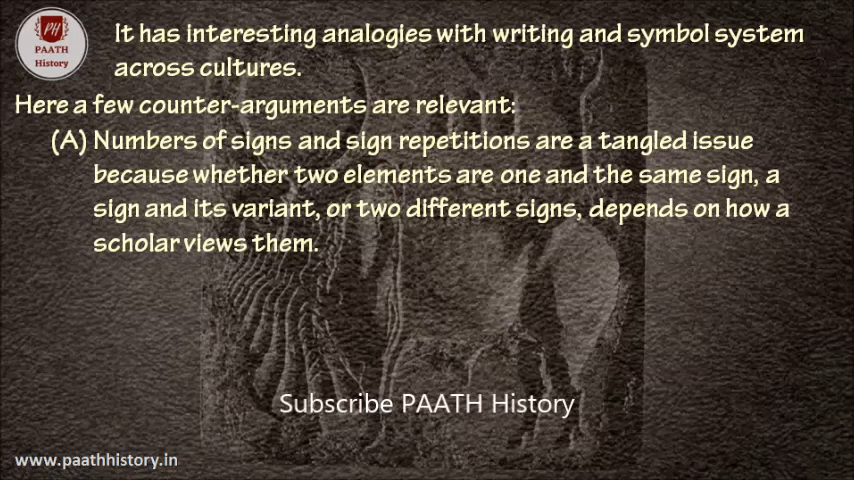 PH
PAATH
History
It has interesting analogies with writing and symbol system
across cultures.
Here a few counter-arguments are relevant:
(A) Numbers of signs and sign repetitions are a tangled issue
because whether two elements are one and the same sign, a
sign and its variant, or two different signs, depends on how a
scholar views them.
Subscribe PAATH History
www.paathhistory.in